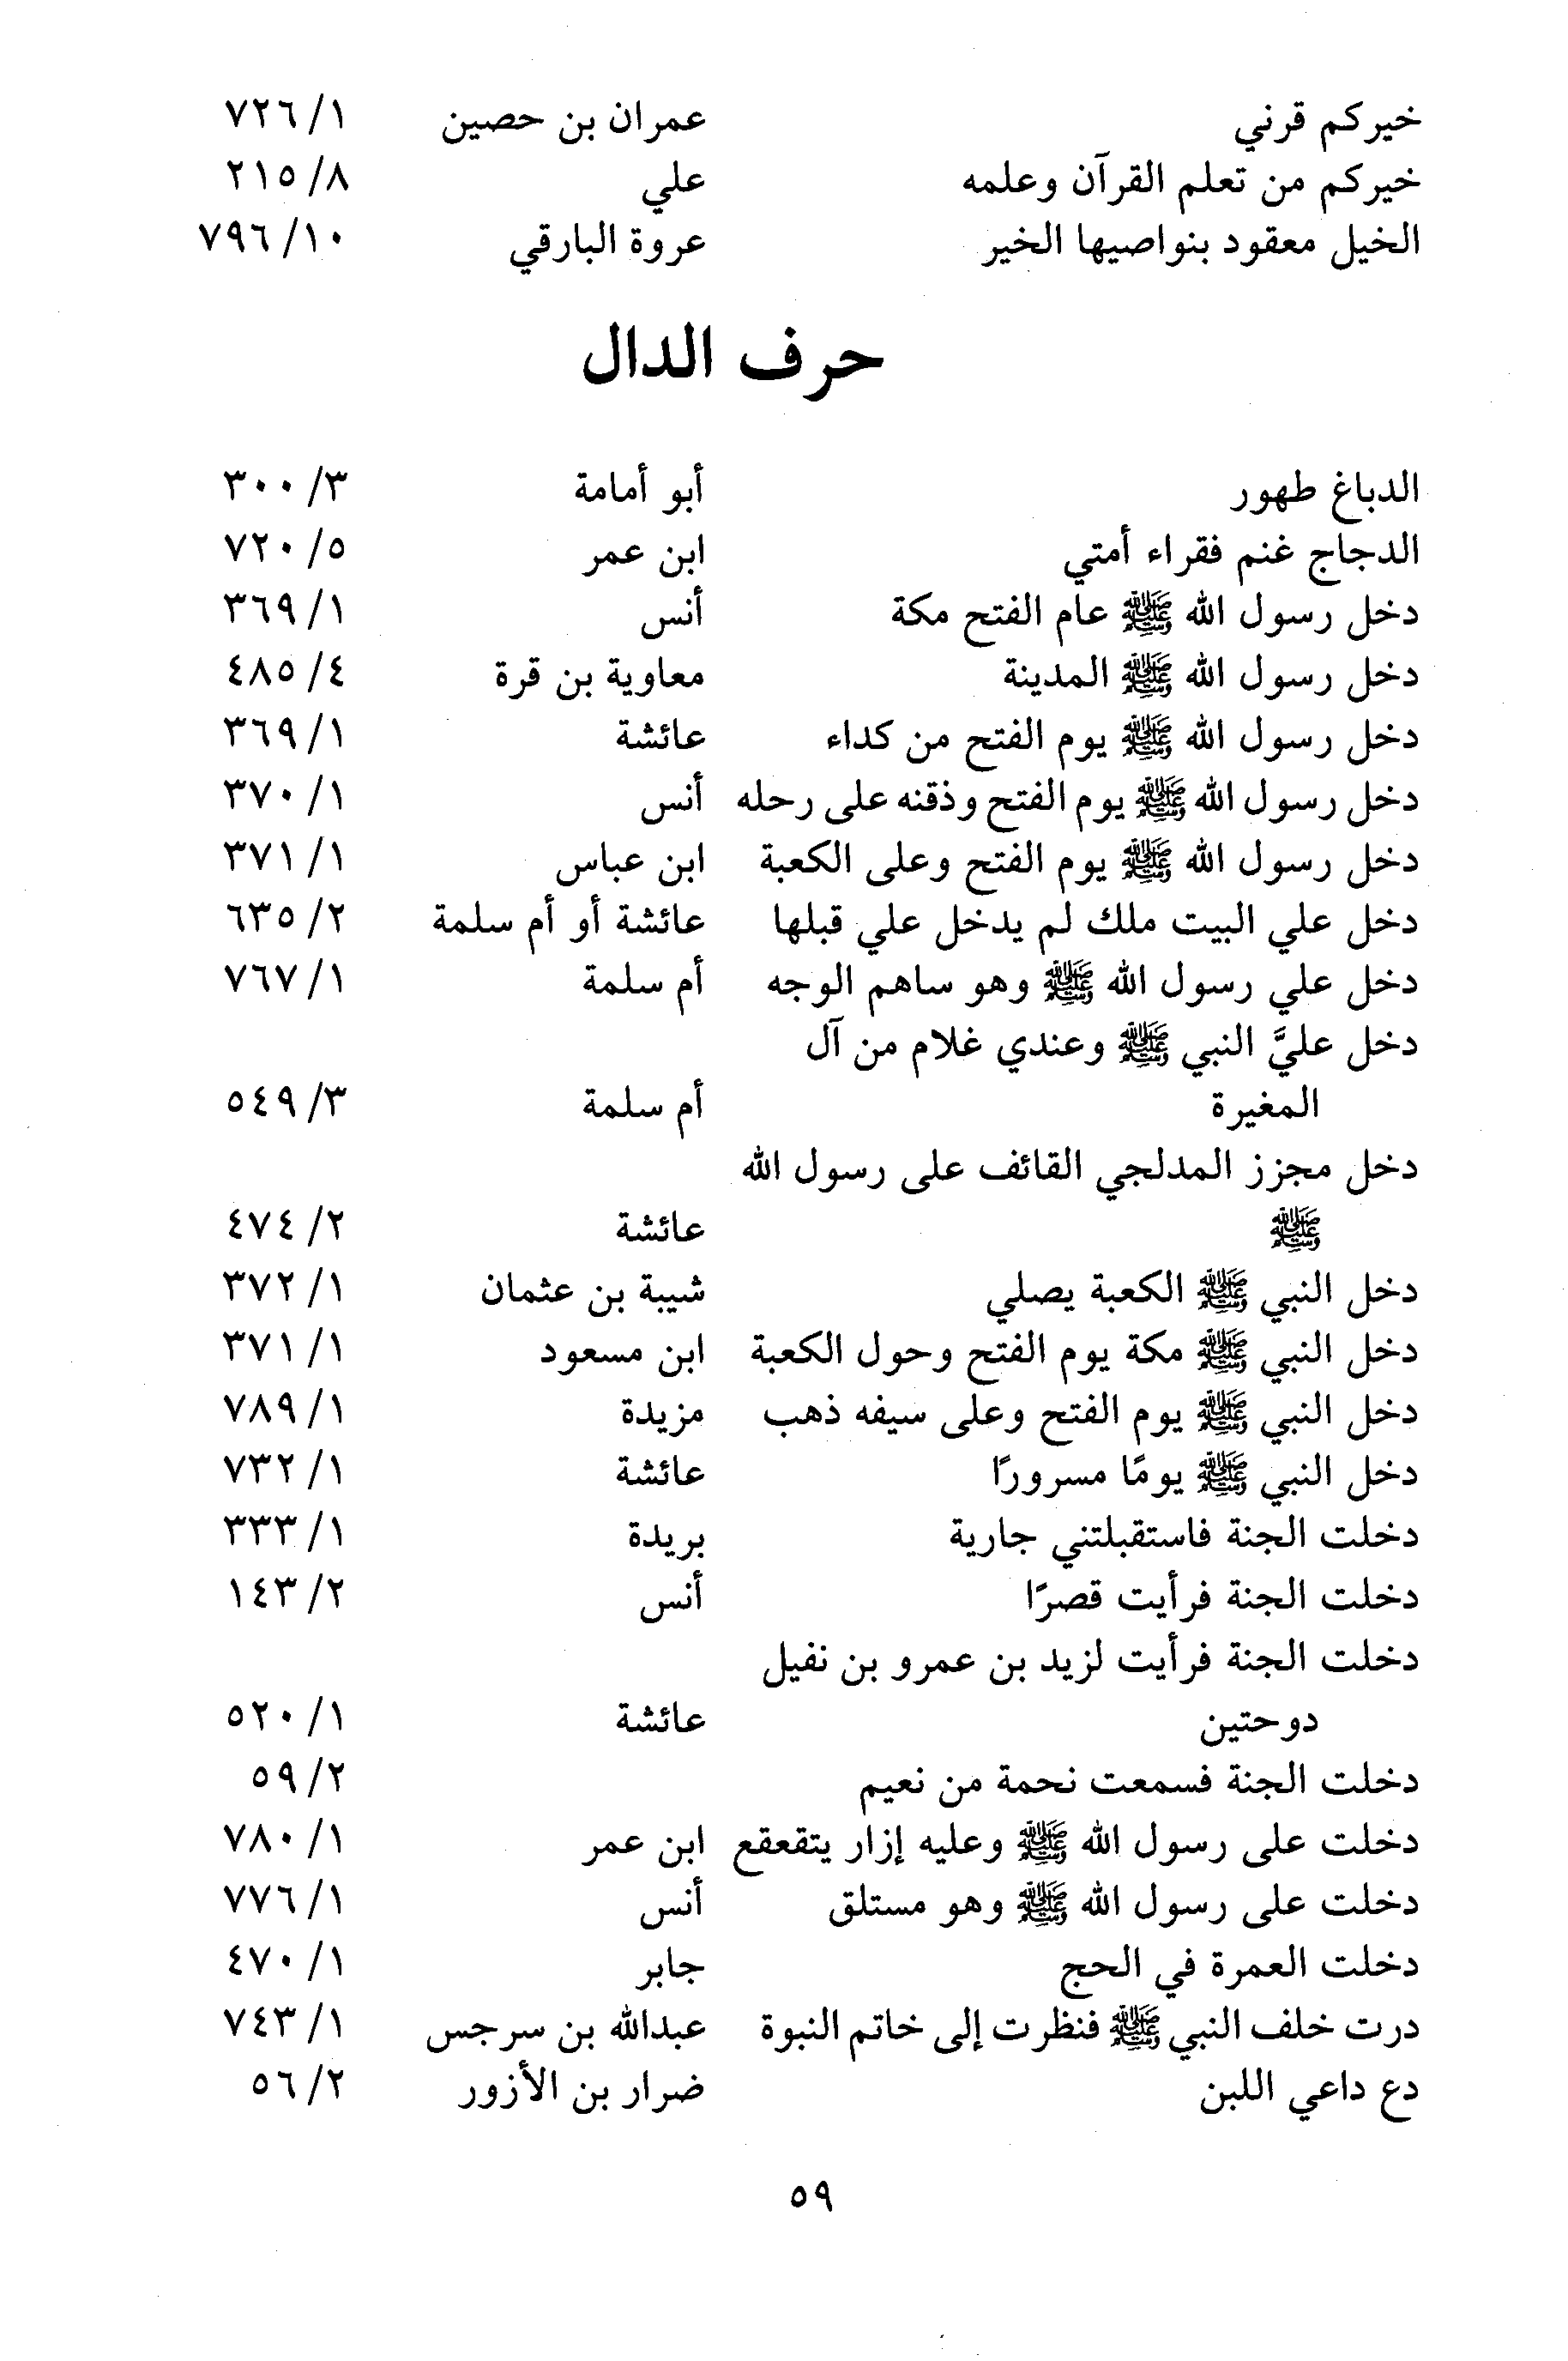 خيركم قرني عمران بن حصين ١/ ٧٢٦
خيركم من تعلم القرآن وعلمه علي ٨/ ٢١٥
الخيل معقود بنواصيها الخير عروة البارقي ١٠/ ٧٩٦
حرف الدال
الدباغ طهور أبو أمامة ٣/ ٣٠٠
الدجاج غنم فقراء أمتي ابن عمر ٥/ ٧٢٠
دخل رسول الله ﷺ عام الفتح مكة أنس ١/ ٣٦٩
دخل رسول الله ﷺ المدينة معاوية بن قرة ٤/ ٤٨٥
دخل رسول الله ﷺ يوم الفتح من كداء عائشة ١/ ٣٦٩
دخل رسول الله ﷺ يوم الفتح وذقنه على رحله أنس ١/ ٣٧٠
دخل رسول الله ﷺ يوم الفتح وعلى الكعبة ابن عباس ١/ ٣٧١
دخل علي البيت ملك لم يدخل علي قبلها عائشة أو أم سلمة ٢/ ٦٣٥
دخل علي رسول الله ﷺ وهو ساهم الوجه أم سلمة ١/ ٧٦٧
دخل عليَّ النبي ﷺ وعندي غلام من آل
المغيرة أم سلمة ٣/ ٥٤٩
دخل مجزز المدلجي القائف على رسول الله
ﷺ عائشة ٢/ ٤٧٤
دخل النبي ﷺ الكعبة يصلي شيبة بن عثمان ١/ ٣٧٢
دخل النبي ﷺ مكة يوم الفتح وحول الكعبة ابن مسعود ١/ ٣٧١
دخل النبي ﷺ يوم الفتح وعلى سيفه ذهب مزيدة ١/ ٧٨٩
دخل النبي ﷺ يومًا مسرورًا عائشة ١/ ٧٣٢
دخلت الجنة فاستقبلتني جارية بريدة ١/ ٣٣٣
دخلت الجنة فرأيت قصرًا أنس ٢/ ١٤٣
دخلت الجنة فرأيت لزيد بن عمرو بن نفيل
دوحتين عائشة ١/ ٥٢٠
دخلت الجنة فسمعت نحمة من نعيم ٢/ ٥٩
دخلت على رسول الله ﷺ وعليه إزار يتقعقع ابن عمر ١/ ٧٨٠
دخلت على رسول الله ﷺ وهو مستلق أنس ١/ ٧٧٦
دخلت العمرة في الحج جابر ١/ ٤٧٠
درت خلف النبي ﷺ فنظرت إلى خاتم النبوة عبدالله بن سرجس ١/ ٧٤٣
دع داعي اللبن ضرار بن الأزور ٢/ ٥٦
٥٩